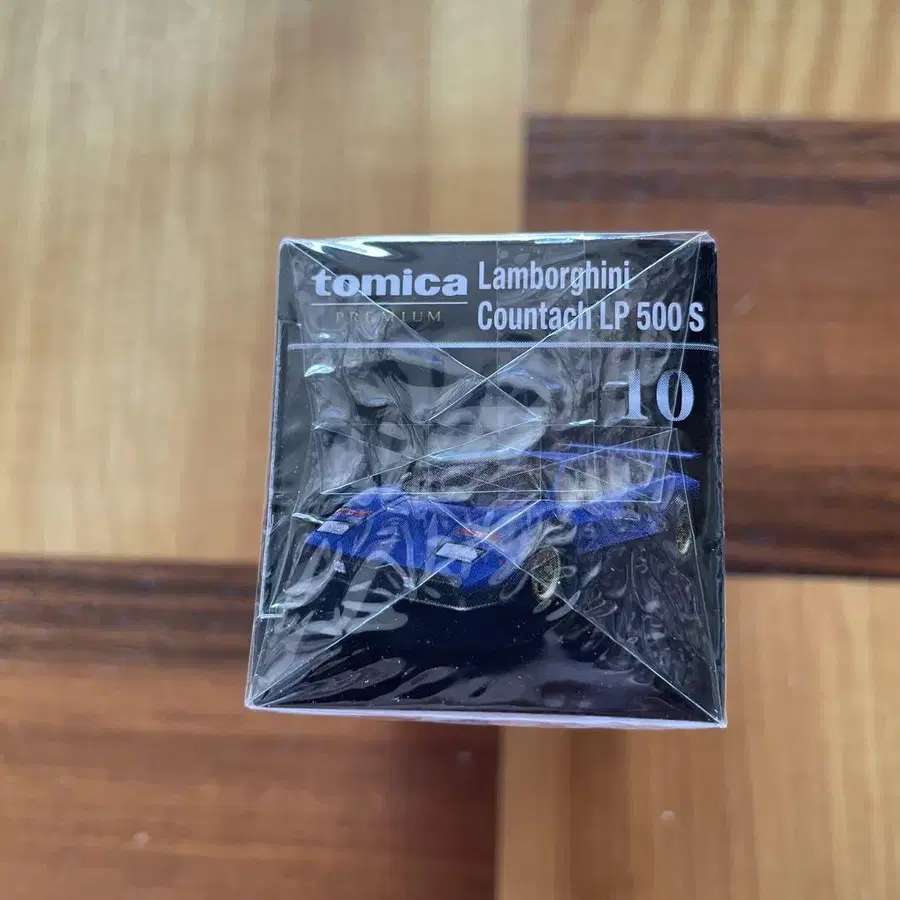 tomica
PREMIUM
Lamborghini
Countach LP 500 S
10